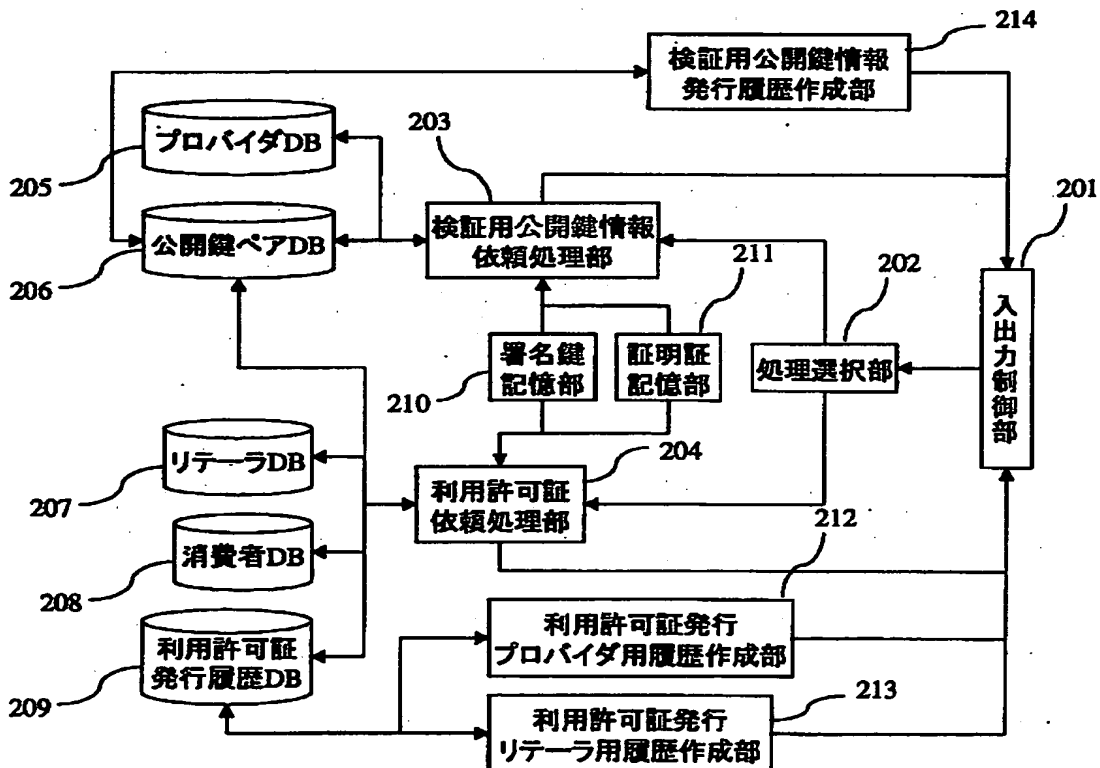 214
検証用公開鍵情報
発行履歴作成部
203
プロバイダDB
205
201
検証用公開鍵情報
依頼処理部
公開鍵ペアDB
206
211
202
入出力制御部
署名鍵
記憶部
証明証
記憶部
処理選択部
210
204
リテーラDB
207
利用許可証
依頼処理部
212
消費者DB
208
利用許可証発行
プロバイダ用履歴作成部
利用許可証
発行履歴DB
209
213
利用許可証発行
リテーラ用履歴作成部